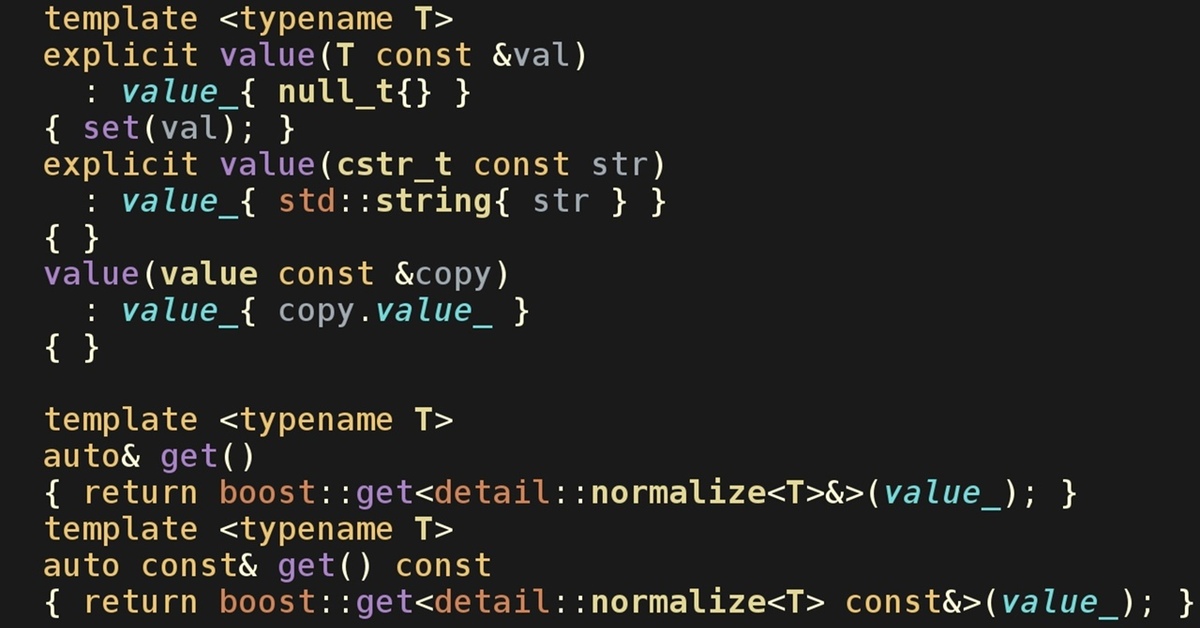 template <typename T>
explicit value(T const &val)
  : value_{ null_t{} }
{ set(val); }
explicit value(cstr_t const str)
  : value_{ std::string{ str } }
{ }
value(value const &copy)
  : value_{ copy.value_ }
{ }

template <typename T>
auto& get()
{ return boost::get<detail::normalize<T>&>(value_); }
template <typename T>
auto const& get() const
{ return boost::get<detail::normalize<T> const&>(value_); }